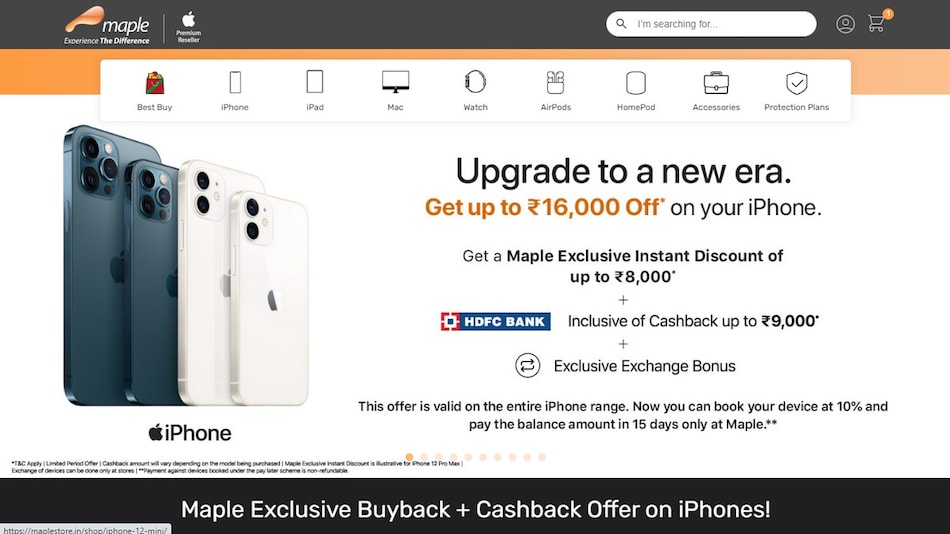 maple
Experience The Difference
Premium
Reseller
I'm searching for...
1
Best Buy
iPhone
iPad
Mac
Watch
AirPods
HomePod
Accessories
Protection Plans
Upgrade to a new era.
Get up to ₹16,000 Off* on your iPhone.
Get a Maple Exclusive Instant Discount of
up to ₹8,000*
+
HDFC BANK Inclusive of Cashback up to ₹9,000*
+
Exclusive Exchange Bonus
This offer is valid on the entire iPhone range. Now you can book your device at 10% and
pay the balance amount in 15 days only at Maple.**
iPhone
*T&C Apply | Limited Period Offer | Cashback amount will vary depending on the model being purchased | Maple Exclusive Instant Discount is illustrative for iPhone 12 Pro Max |
Exchange of devices can be done only at stores | **Payment against devices booked under the pay later scheme is non-refundable.
Maple Exclusive Buyback + Cashback Offer on iPhones!
https://maplestore.in/shop/iphone-12-mini/